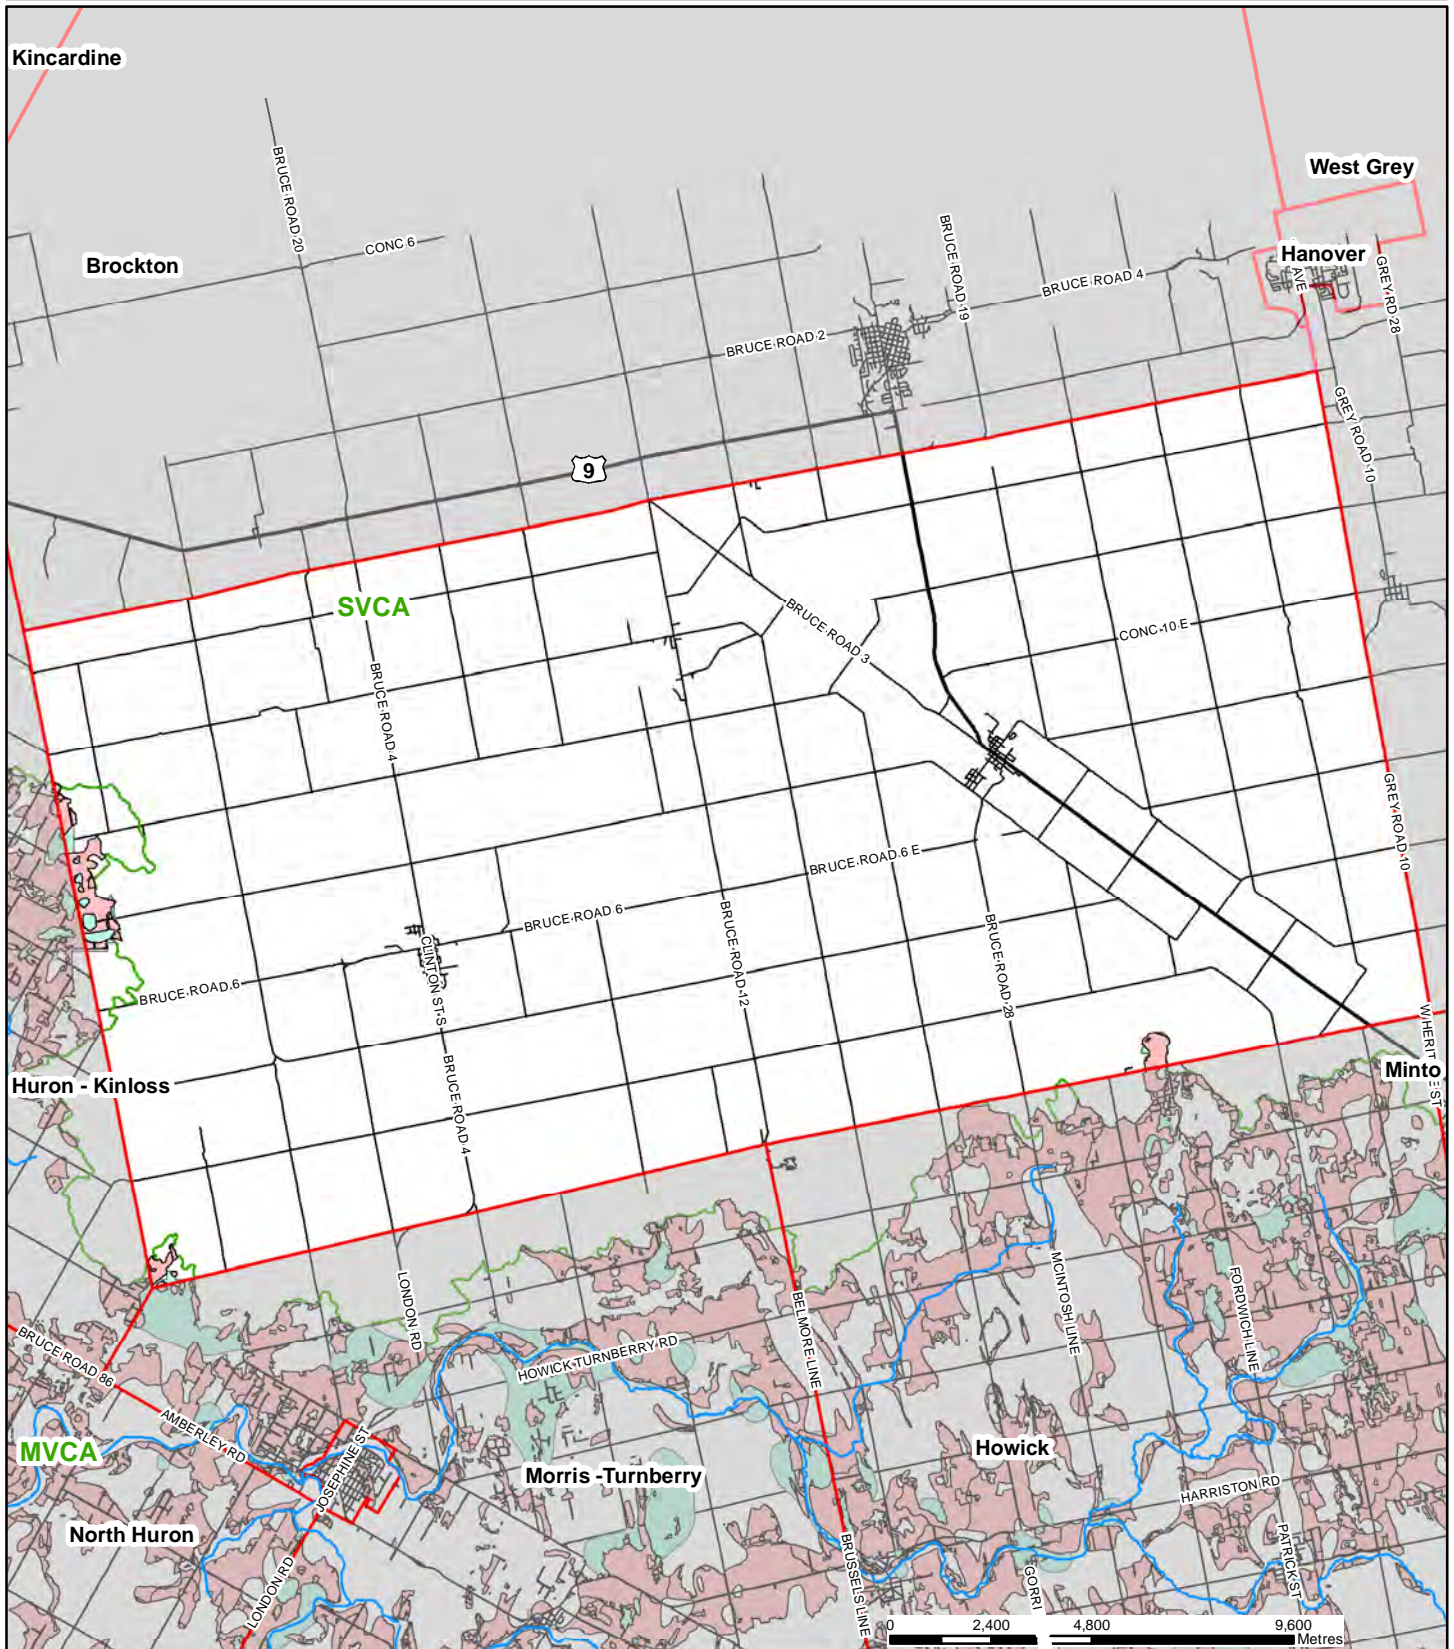 Kincardine
West Grey
BRUCE ROAD 20
CONC 6
Brockton
BRUCE ROAD 19
Hanover
AVE
GREY RD 28
BRUCE ROAD 4
BRUCE ROAD 2
GREY ROAD 10
9
SVCA
BRUCE ROAD 3
CONC 10 E
BRUCE ROAD 4
GREY ROAD 10
BRUCE ROAD 6 E
BRUCE ROAD 6
BRUCE ROAD 12
BRUCE ROAD 28
CLINTON ST S
BRUCE ROAD 6
Huron - Kinloss
BRUCE ROAD 4
Minto
LONDON RD
BELMORE LINE
MCINTOSH LINE
FORDWICH LINE
BRUCE ROAD 86
HOWICK TURNBERRY RD
AMBERLEY RD
JOSEPHINE ST
MVCA
Howick
Morris -Turnberry
HARRISTON RD
North Huron
LONDON RD
BRUSSELS LINE
GORRI
PATRICK ST
0 2,400 4,800 9,600
Metres